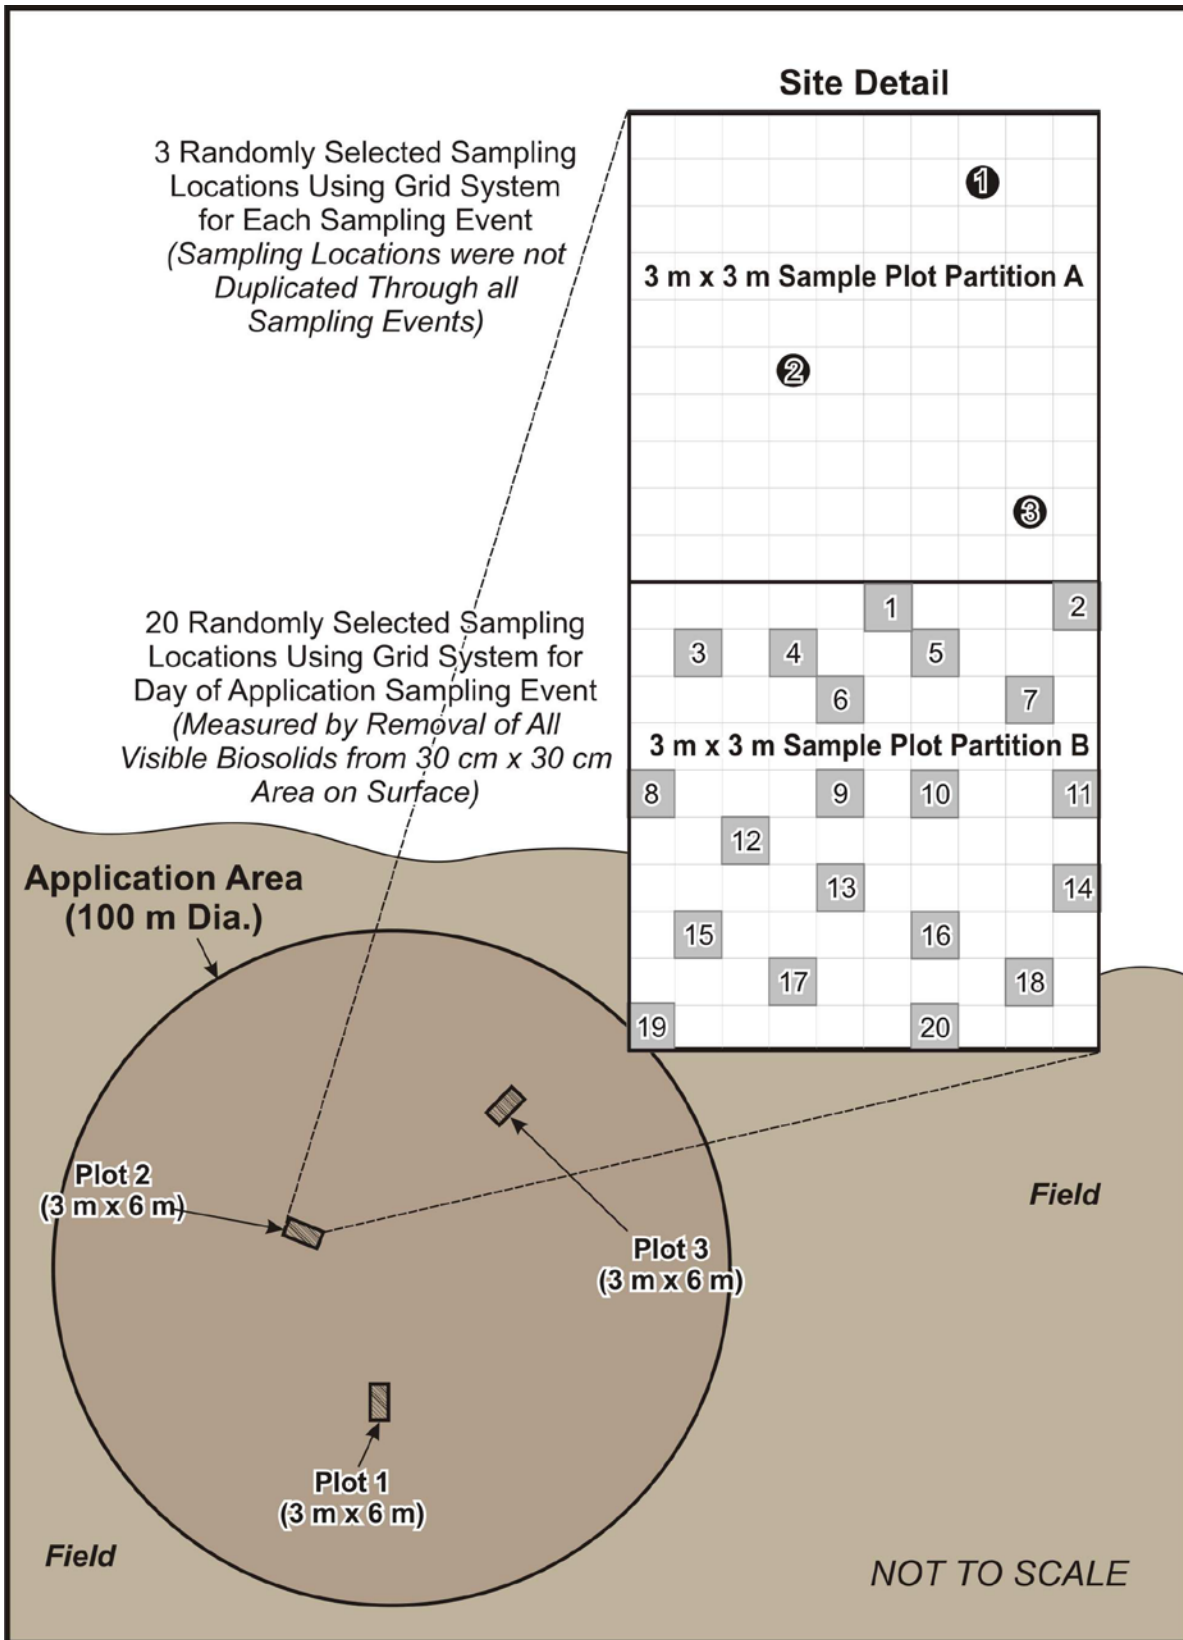 Site Detail
3 Randomly Selected Sampling
Locations Using Grid System
for Each Sampling Event
(Sampling Locations were not
Duplicated Through all
Sampling Events)
1
3 m x 3 m Sample Plot Partition A
2
3
20 Randomly Selected Sampling
Locations Using Grid System for
Day of Application Sampling Event
(Measured by Removal of All
Visible Biosolids from 30 cm x 30 cm
Area on Surface)
1
2
3
4
5
6
7
3 m x 3 m Sample Plot Partition B
8
9
10
11
12
13
14
15
16
17
18
19
20
Application Area
(100 m Dia.)
Plot 2
(3 m x 6 m)
Plot 3
(3 m x 6 m)
Field
Plot 1
(3 m x 6 m)
Field
NOT TO SCALE